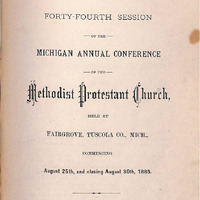 FORTY-FOURTH SESSION
OF THE
MICHIGAN ANNUAL CONFERENCE
OF THE
Methodist Protestant Church,
HELD AT
FAIRGROVE, TUSCOLA CO., MICH.,
COMMENCING
August 25th, and closing August 30th, 1885.